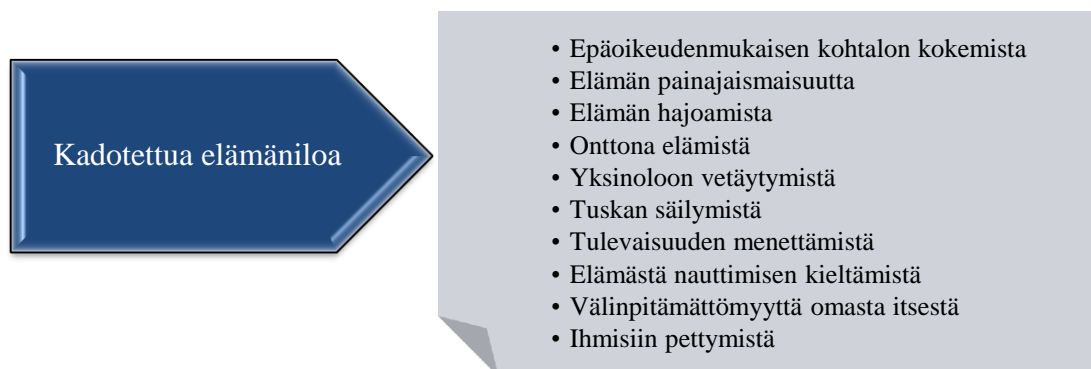 Kadotettua elämäniloa
• Epäoikeudenmukaisen kohtalon kokemista
• Elämän painajaismaisuutta
• Elämän hajoamista
• Onttona elämistä
• Yksinoloon vetäytymistä
• Tuskan säilymistä
• Tulevaisuuden menettämistä
• Elämästä nauttimisen kieltämistä
• Välinpitämättömyyttä omasta itsestä
• Ihmisiin pettymistä